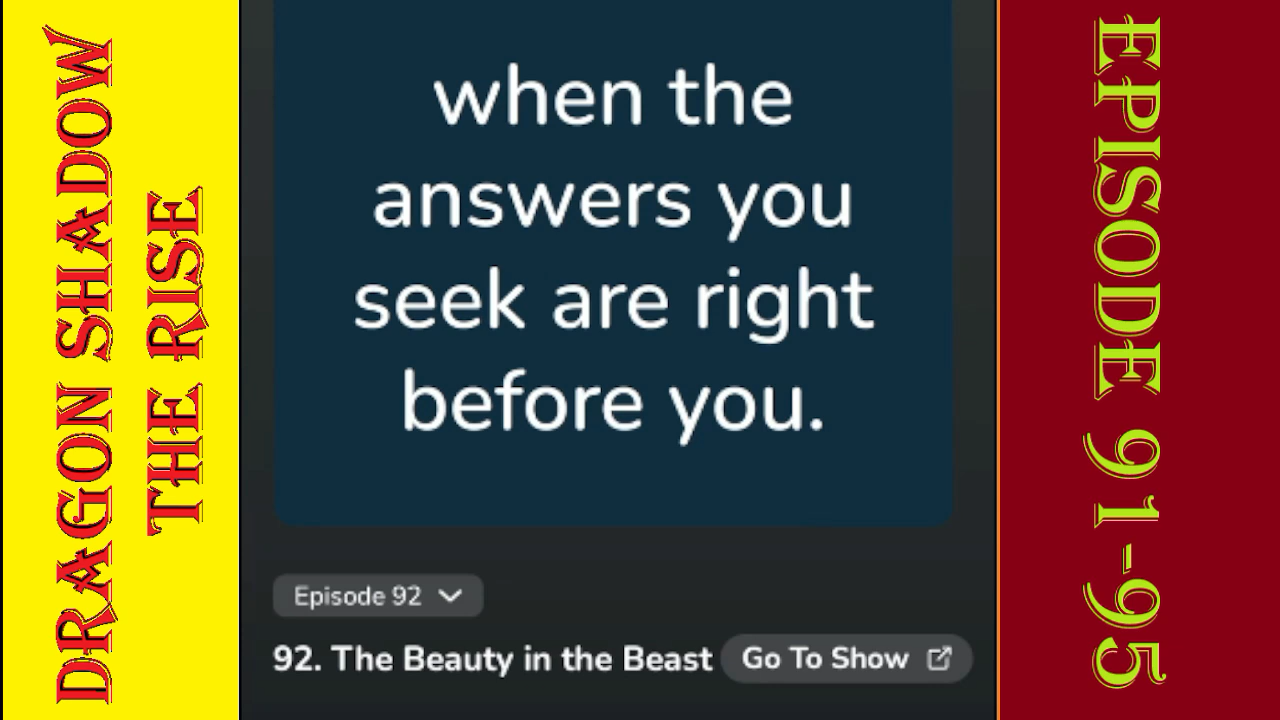 DRAGON SHADOW
THE RISE
when the
answers you
seek are right
before you.
Episode 92
92. The Beauty in the Beast
Go To Show
EPISODE 91-95